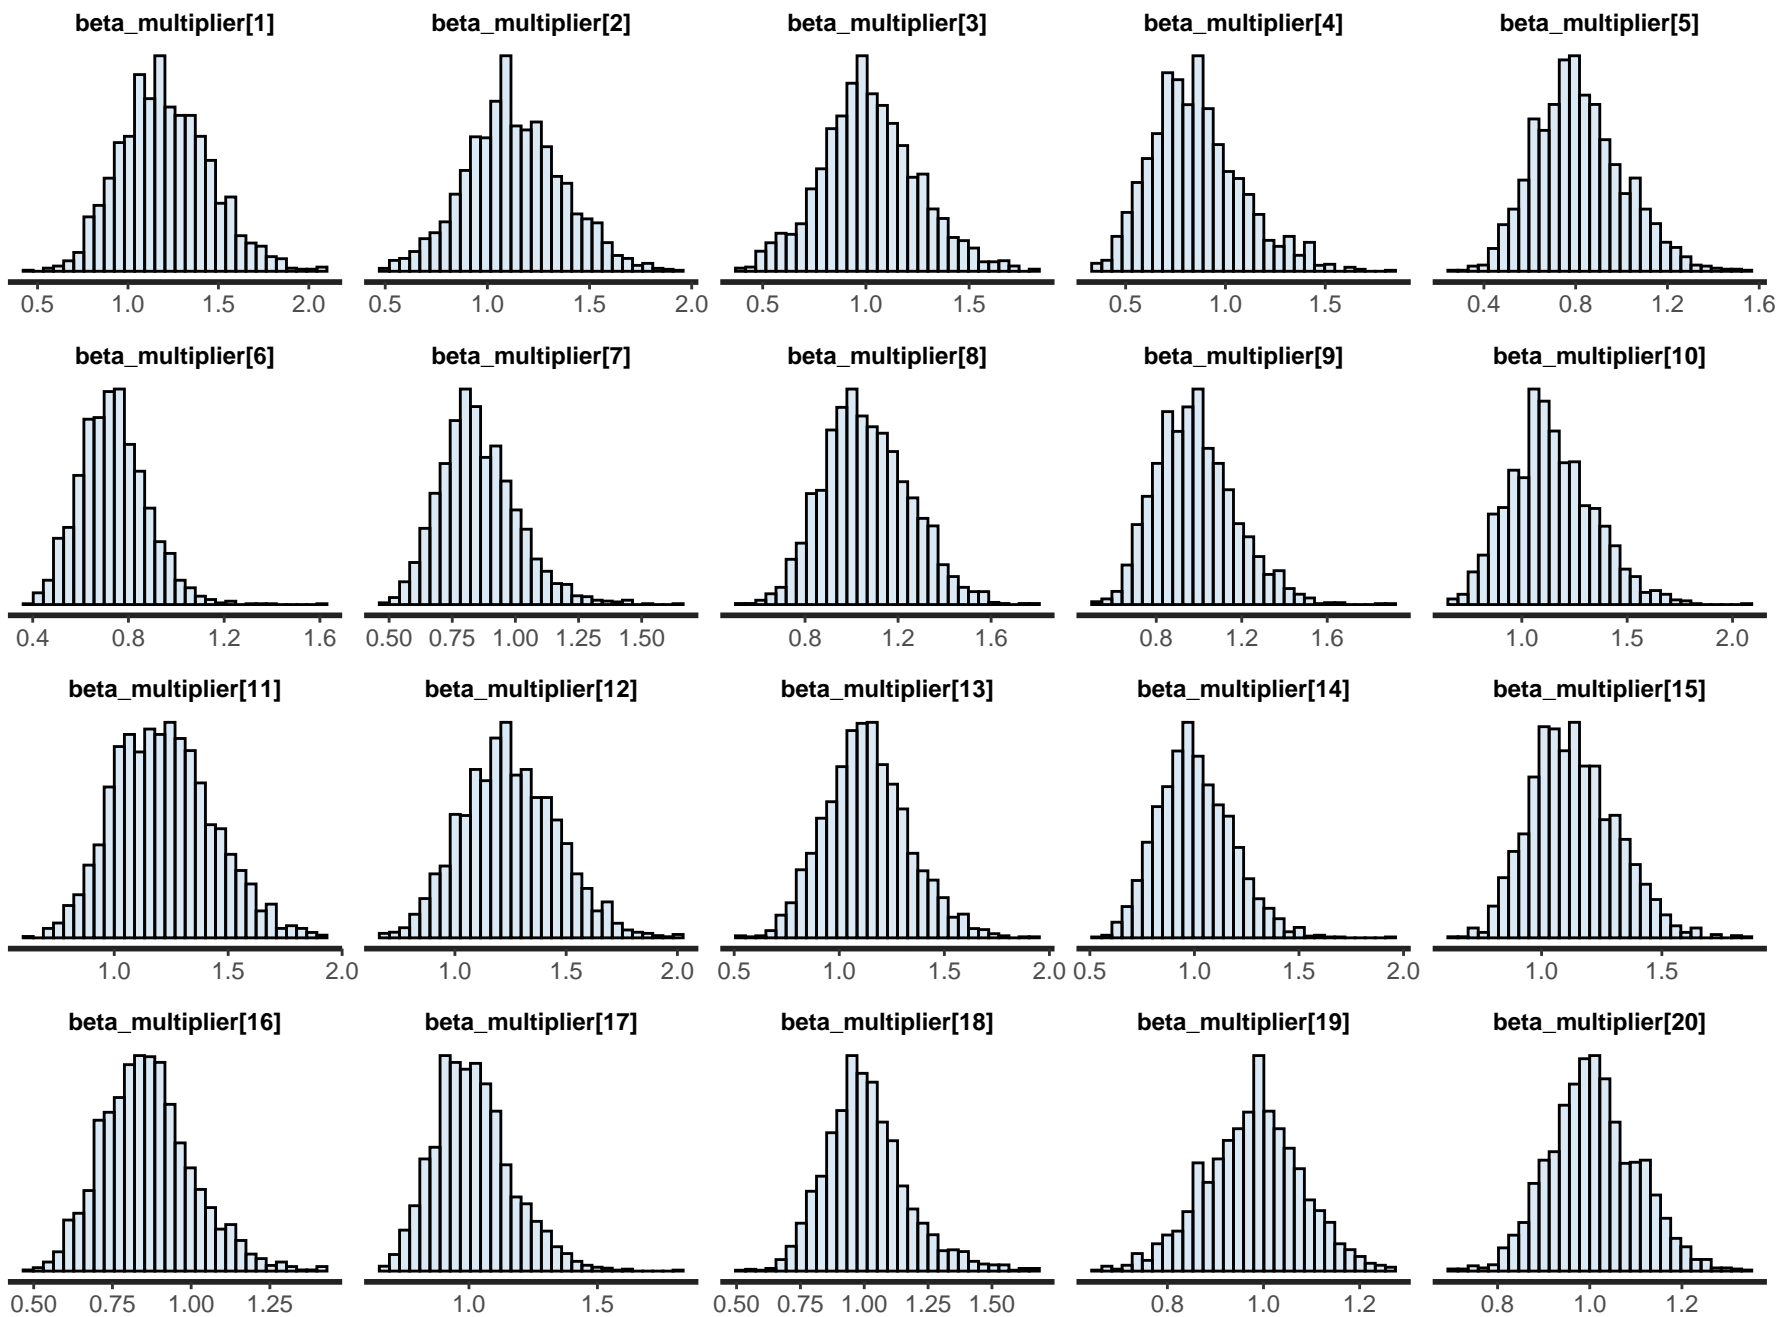 beta_multiplier[1] beta_multiplier[2] beta_multiplier[3] beta_multiplier[4] beta_multiplier[5]
0.5 1.0 1.5 2.0 0.5 1.0 1.5 2.0 0.5 1.0 1.5 0.5 1.0 1.5 0.4 0.8 1.2 1.6
beta_multiplier[6] beta_multiplier[7] beta_multiplier[8] beta_multiplier[9] beta_multiplier[10]
0.4 0.8 1.2 1.6 0.50 0.75 1.00 1.25 1.50 0.8 1.2 1.6 0.8 1.2 1.6 1.0 1.5 2.0
beta_multiplier[11] beta_multiplier[12] beta_multiplier[13] beta_multiplier[14] beta_multiplier[15]
1.0 1.5 2.0 1.0 1.5 2.0 0.5 1.0 1.5 2.0 0.5 1.0 1.5 2.0 1.0 1.5
beta_multiplier[16] beta_multiplier[17] beta_multiplier[18] beta_multiplier[19] beta_multiplier[20]
0.50 0.75 1.00 1.25 1.0 1.5 0.50 0.75 1.00 1.25 1.50 0.8 1.0 1.2 0.8 1.0 1.2